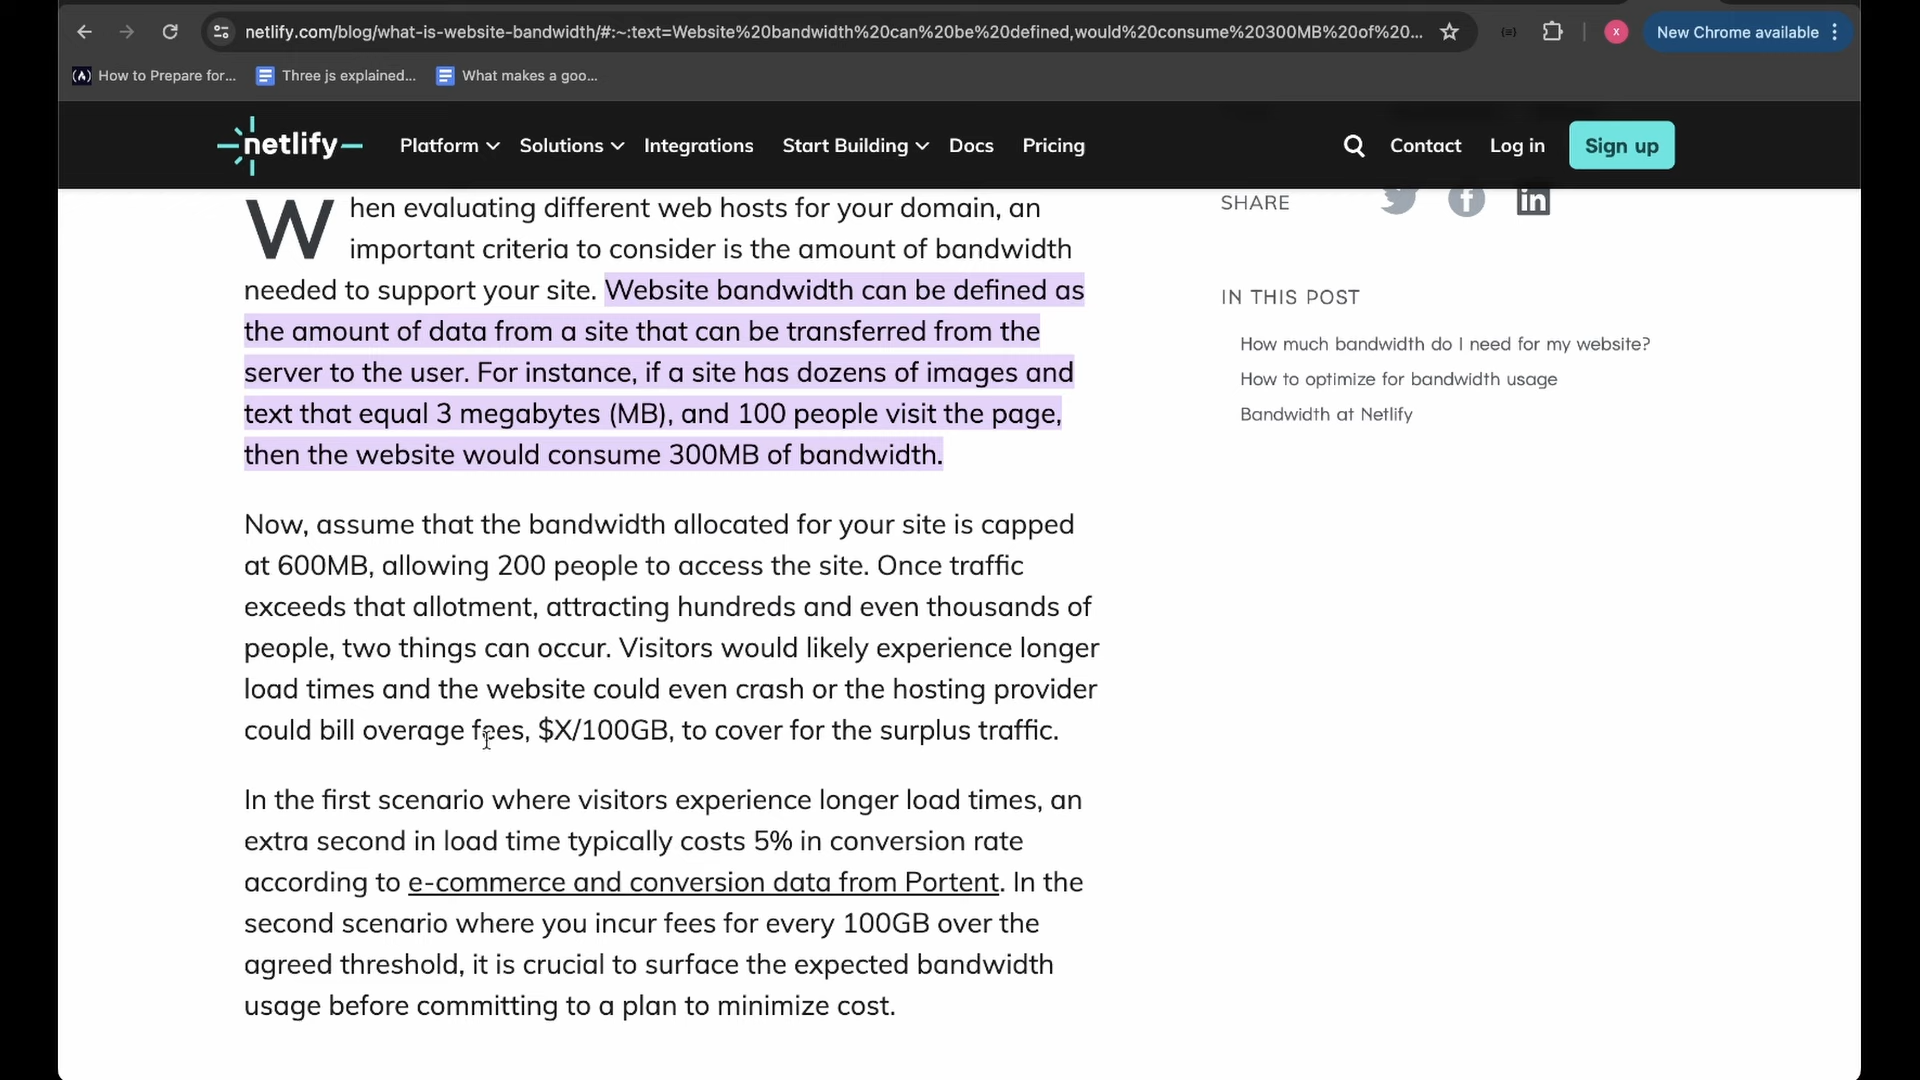 netlify.com/blog/what-is-website-bandwidth/#:~:text=Website%20bandwidth%20can%20be%20defined,would%20consume%20300MB%20of%20...
X
New Chrome available
How to Prepare for...
Three js explained...
What makes a goo...
netlify
Platform
Solutions
Integrations
Start Building
Docs
Pricing
Contact
Log in
Sign up
When evaluating different web hosts for your domain, an
important criteria to consider is the amount of bandwidth
needed to support your site. Website bandwidth can be defined as
the amount of data from a site that can be transferred from the
server to the user. For instance, if a site has dozens of images and
text that equal 3 megabytes (MB), and 100 people visit the page,
then the website would consume 300MB of bandwidth.
Now, assume that the bandwidth allocated for your site is capped
at 600MB, allowing 200 people to access the site. Once traffic
exceeds that allotment, attracting hundreds and even thousands of
people, two things can occur. Visitors would likely experience longer
load times and the website could even crash or the hosting provider
could bill overage fees, $X/100GB, to cover for the surplus traffic.
In the first scenario where visitors experience longer load times, an
extra second in load time typically costs 5% in conversion rate
according to e-commerce and conversion data from Portent. In the
second scenario where you incur fees for every 100GB over the
agreed threshold, it is crucial to surface the expected bandwidth
usage before committing to a plan to minimize cost.
SHARE
f
in
IN THIS POST
How much bandwidth do I need for my website?
How to optimize for bandwidth usage
Bandwidth at Netlify